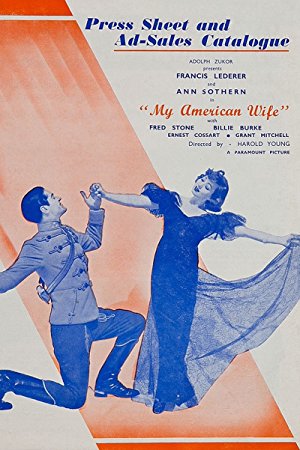 Press Sheet and
Ad-Sales Catalogue
ADOLPH ZUKOR
presents
FRANCIS LEDERER
and
ANN SOTHERN
in
"My American Wife"
with
FRED STONE BILLIE BURKE
ERNEST COSSART • GRANT MITCHELL
Directed by - HAROLD YOUNG
A PARAMOUNT PICTURE